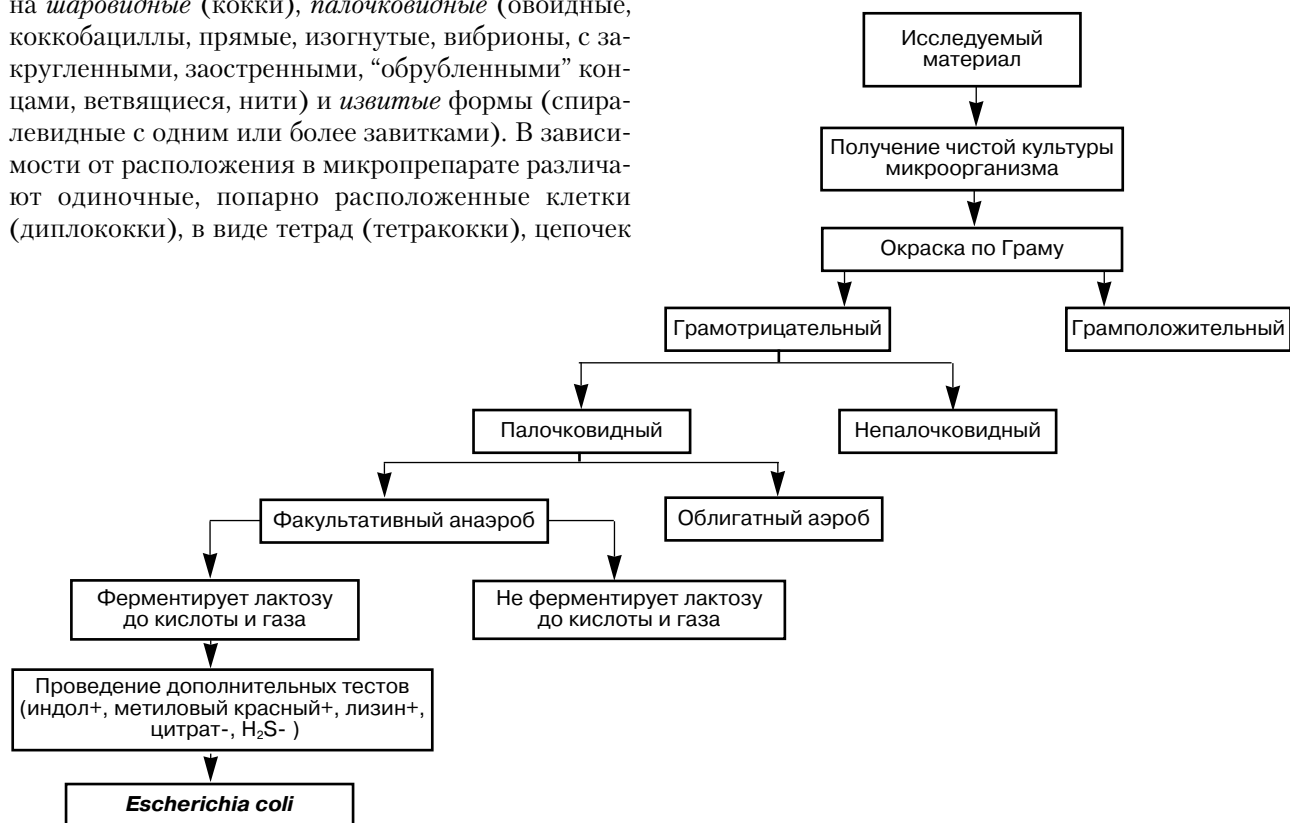 на шаровидные (кокки), палочковидные (овоидные,
коккобациллы, прямые, изогнутые, вибрионы, с за-
кругленными, заостренными, “обрубленными” кон-
цами, ветвящиеся, нити) и извитые формы (спира-
левидные с одним или более завитками). В зависи-
мости от расположения в микропрепарате различа-
ют одиночные, попарно расположенные клетки
(диплококки), в виде тетрад (тетракокки), цепочек
Исследуемый
материал
Получение чистой культуры
микроорганизма
Окраска по Граму
Грамотрицательный
Грамположительный
Палочковидный
Непалочковидный
Факультативный анаэроб
Облигатный аэроб
Ферментирует лактозу
до кислоты и газа
Не ферментирует лактозу
до кислоты и газа
Проведение дополнительных тестов
(индол+, метиловый красный+, лизин+,
цитрат-, H₂S- )
Escherichia coli